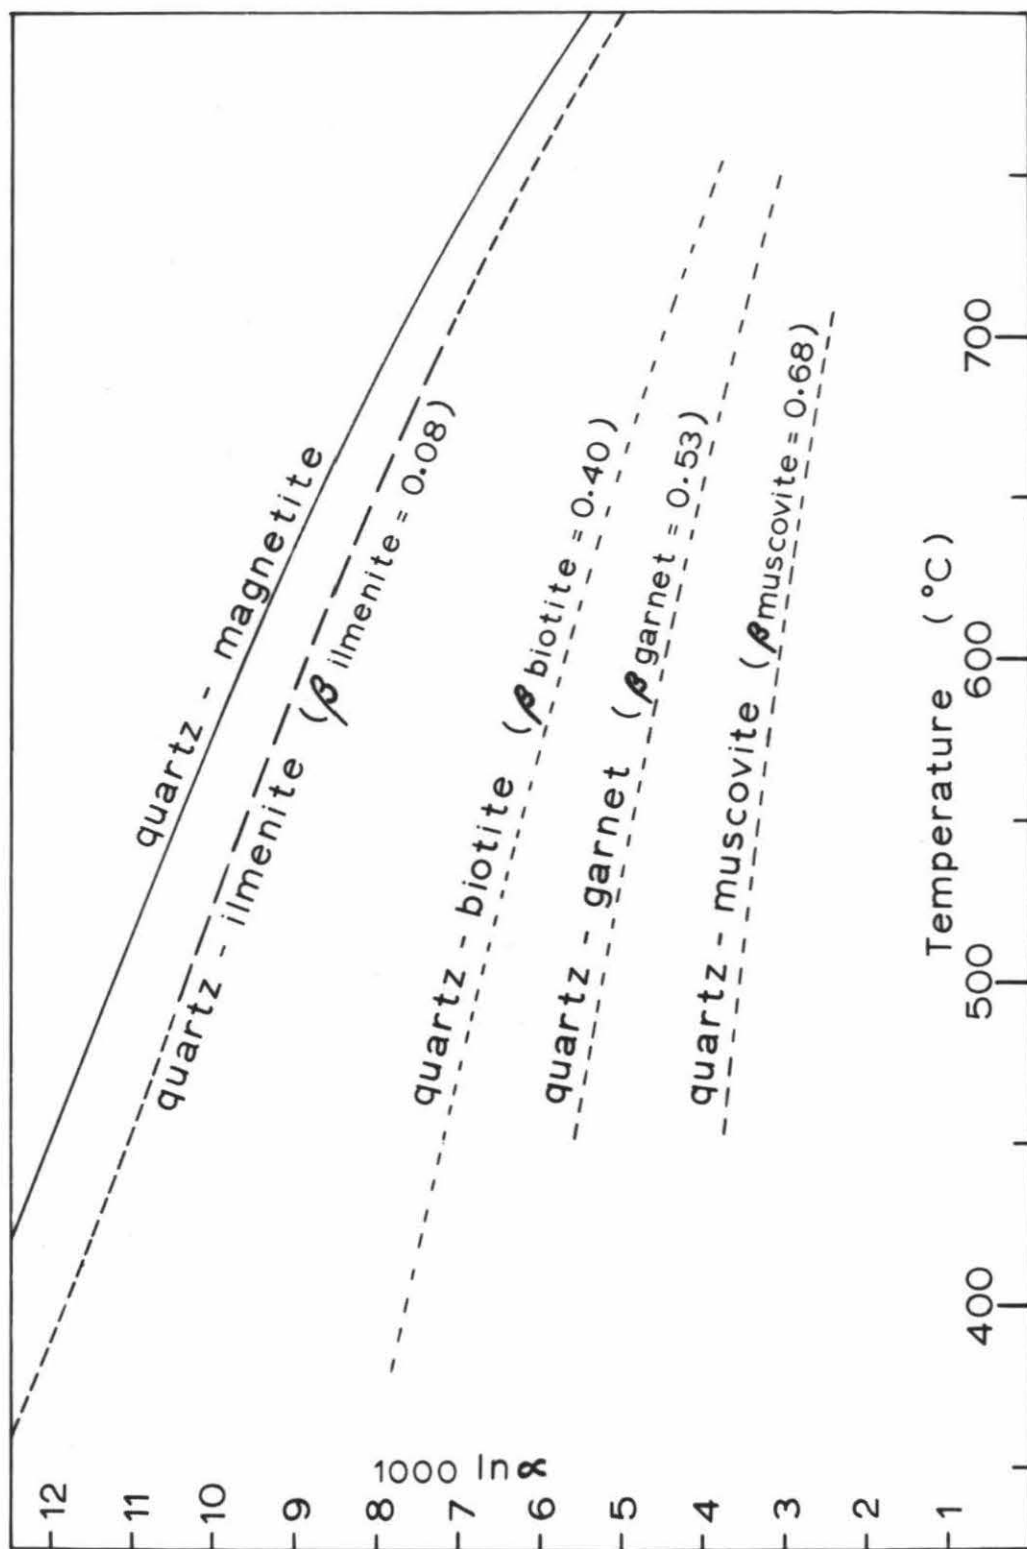 12
11
10
9
8
7
6
5
4
3
2
1
1000 ln α
quartz - magnetite
quartz - ilmenite (β ilmenite = 0.08)
quartz - biotite (β biotite = 0.40)
quartz - garnet (β garnet = 0.53)
quartz - muscovite (β muscovite = 0.68)
400
500
600
700
Temperature (°C)